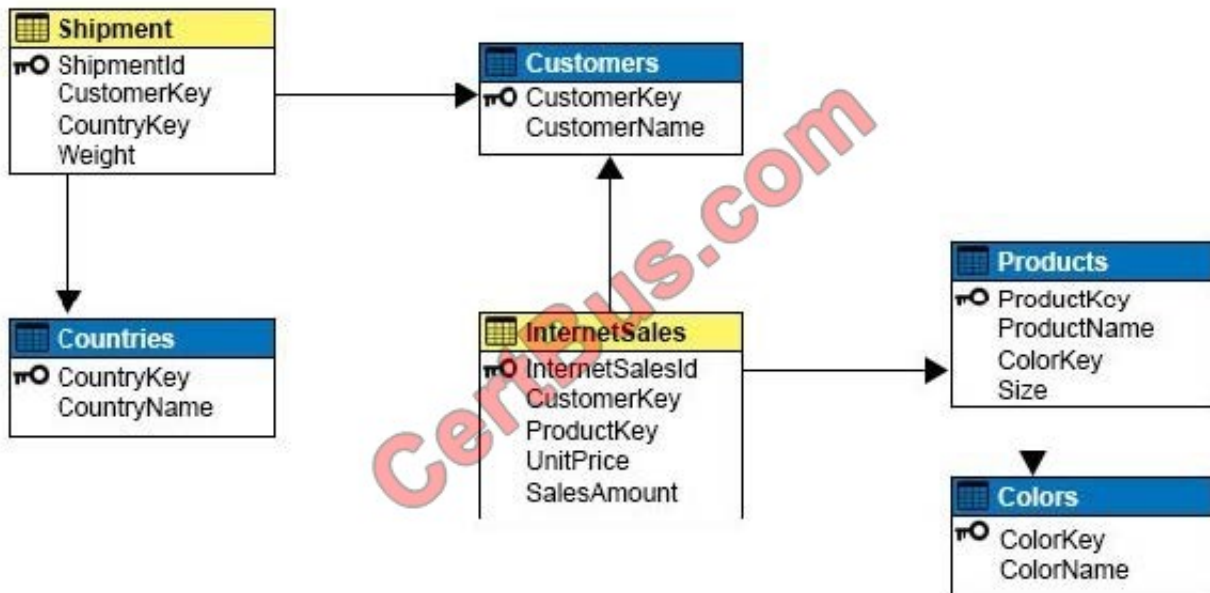 Shipment
ShipmentId
CustomerKey
CountryKey
Weight
Customers
CustomerKey
CustomerName
Countries
CountryKey
CountryName
InternetSales
InternetSalesId
CustomerKey
ProductKey
UnitPrice
SalesAmount
Products
ProductKey
ProductName
ColorKey
Size
Colors
ColorKey
ColorName
CertBus.com